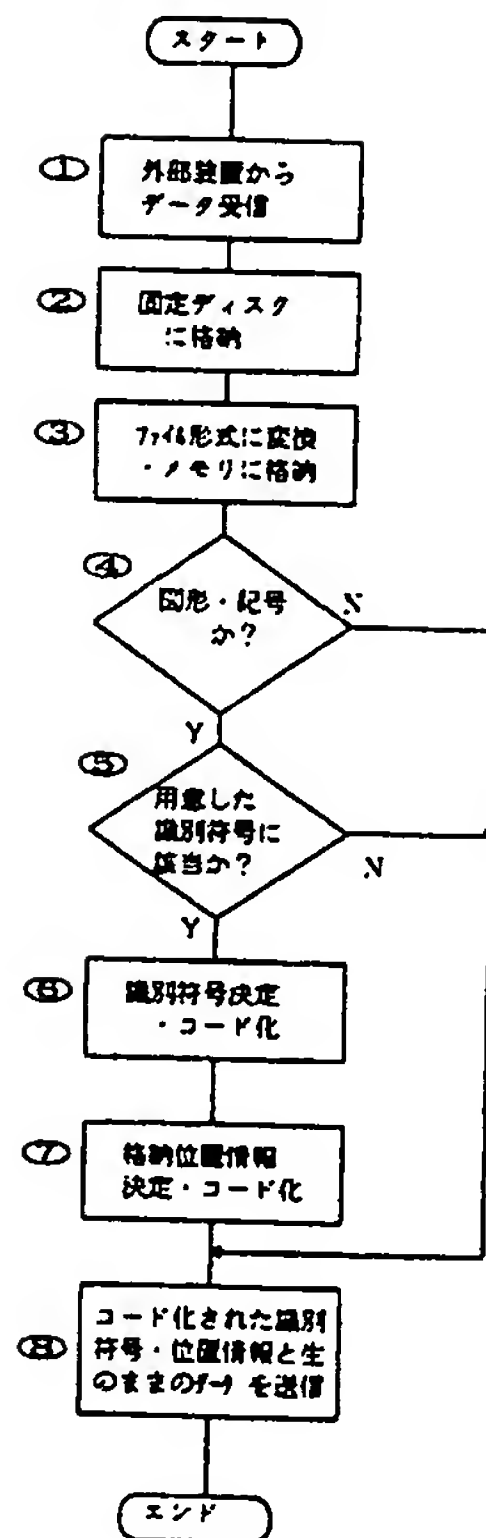 スタート
①
外部装置から
データ受信
②
固定ディスク
に格納
③
ファイル形式に変換
・メモリに格納
④
図形・記号
か?
N
Y
⑤
用意した
識別符号に
該当か?
N
Y
⑥
識別符号決定
・コード化
⑦
格納位置情報
決定・コード化
⑧
コード化された識別
符号・位置情報と生
のままのデータを送信
エンド